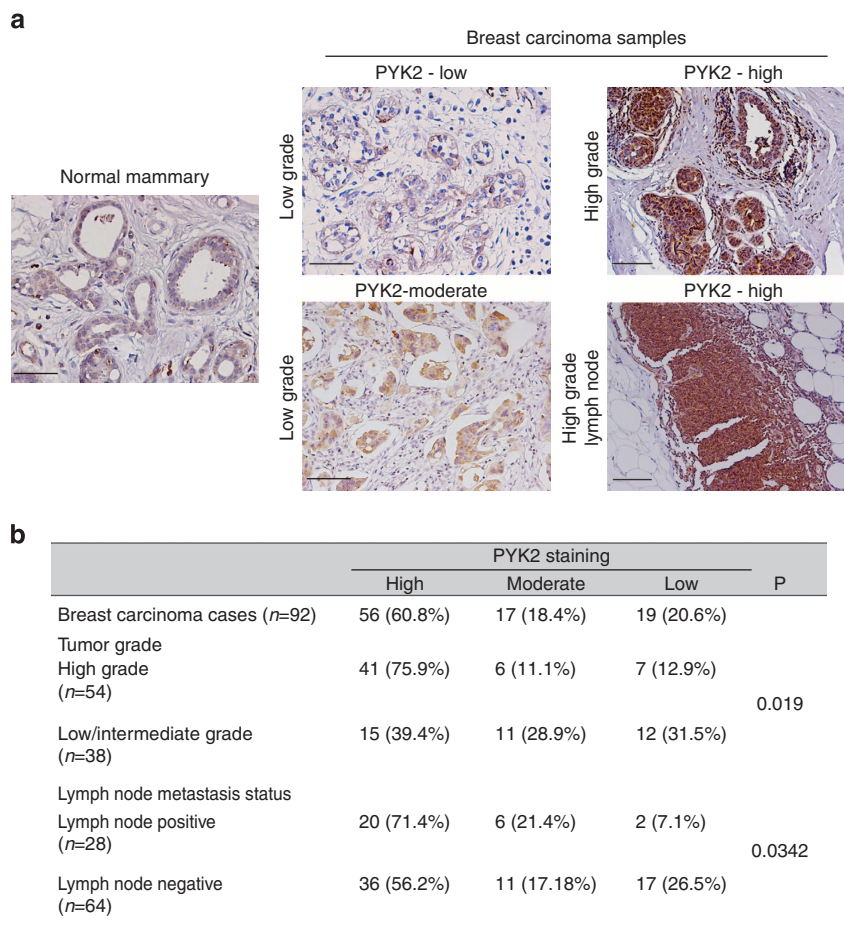 a
Breast carcinoma samples
PYK2 - low
PYK2 - high
Normal mammary
Low grade
High grade
PYK2-moderate
PYK2 - high
Low grade
High grade
lymph node
b
PYK2 staining
High Moderate Low P
Breast carcinoma cases (n=92) 56 (60.8%) 17 (18.4%) 19 (20.6%)
Tumor grade
High grade 41 (75.9%) 6 (11.1%) 7 (12.9%)
(n=54)
0.019
Low/intermediate grade 15 (39.4%) 11 (28.9%) 12 (31.5%)
(n=38)
Lymph node metastasis status
Lymph node positive 20 (71.4%) 6 (21.4%) 2 (7.1%)
(n=28)
0.0342
Lymph node negative 36 (56.2%) 11 (17.18%) 17 (26.5%)
(n=64)